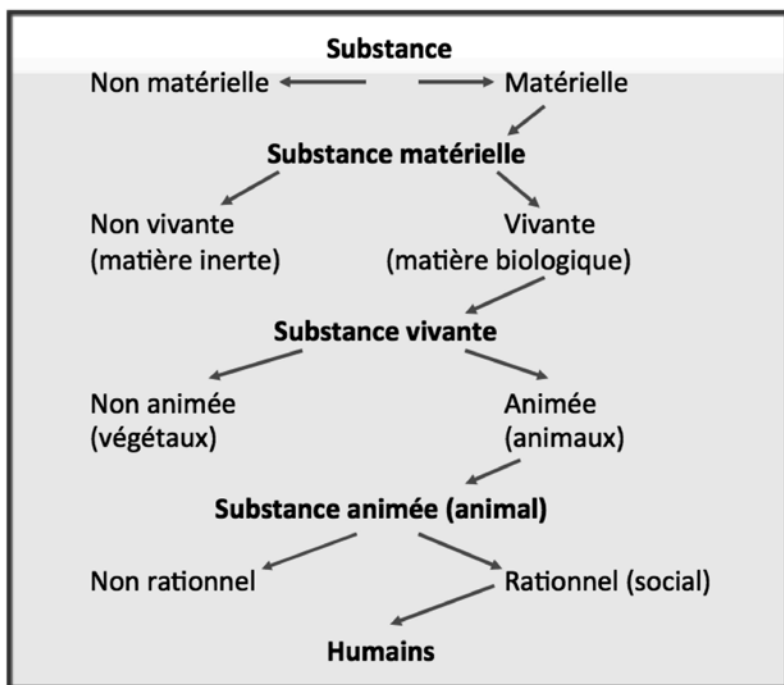 Substance
Non matérielle Matérielle
Substance matérielle
Non vivante Vivante
(matière inerte) (matière biologique)
Substance vivante
Non animée Animée
(végétaux) (animaux)
Substance animée (animal)
Non rationnel Rationnel (social)
Humains